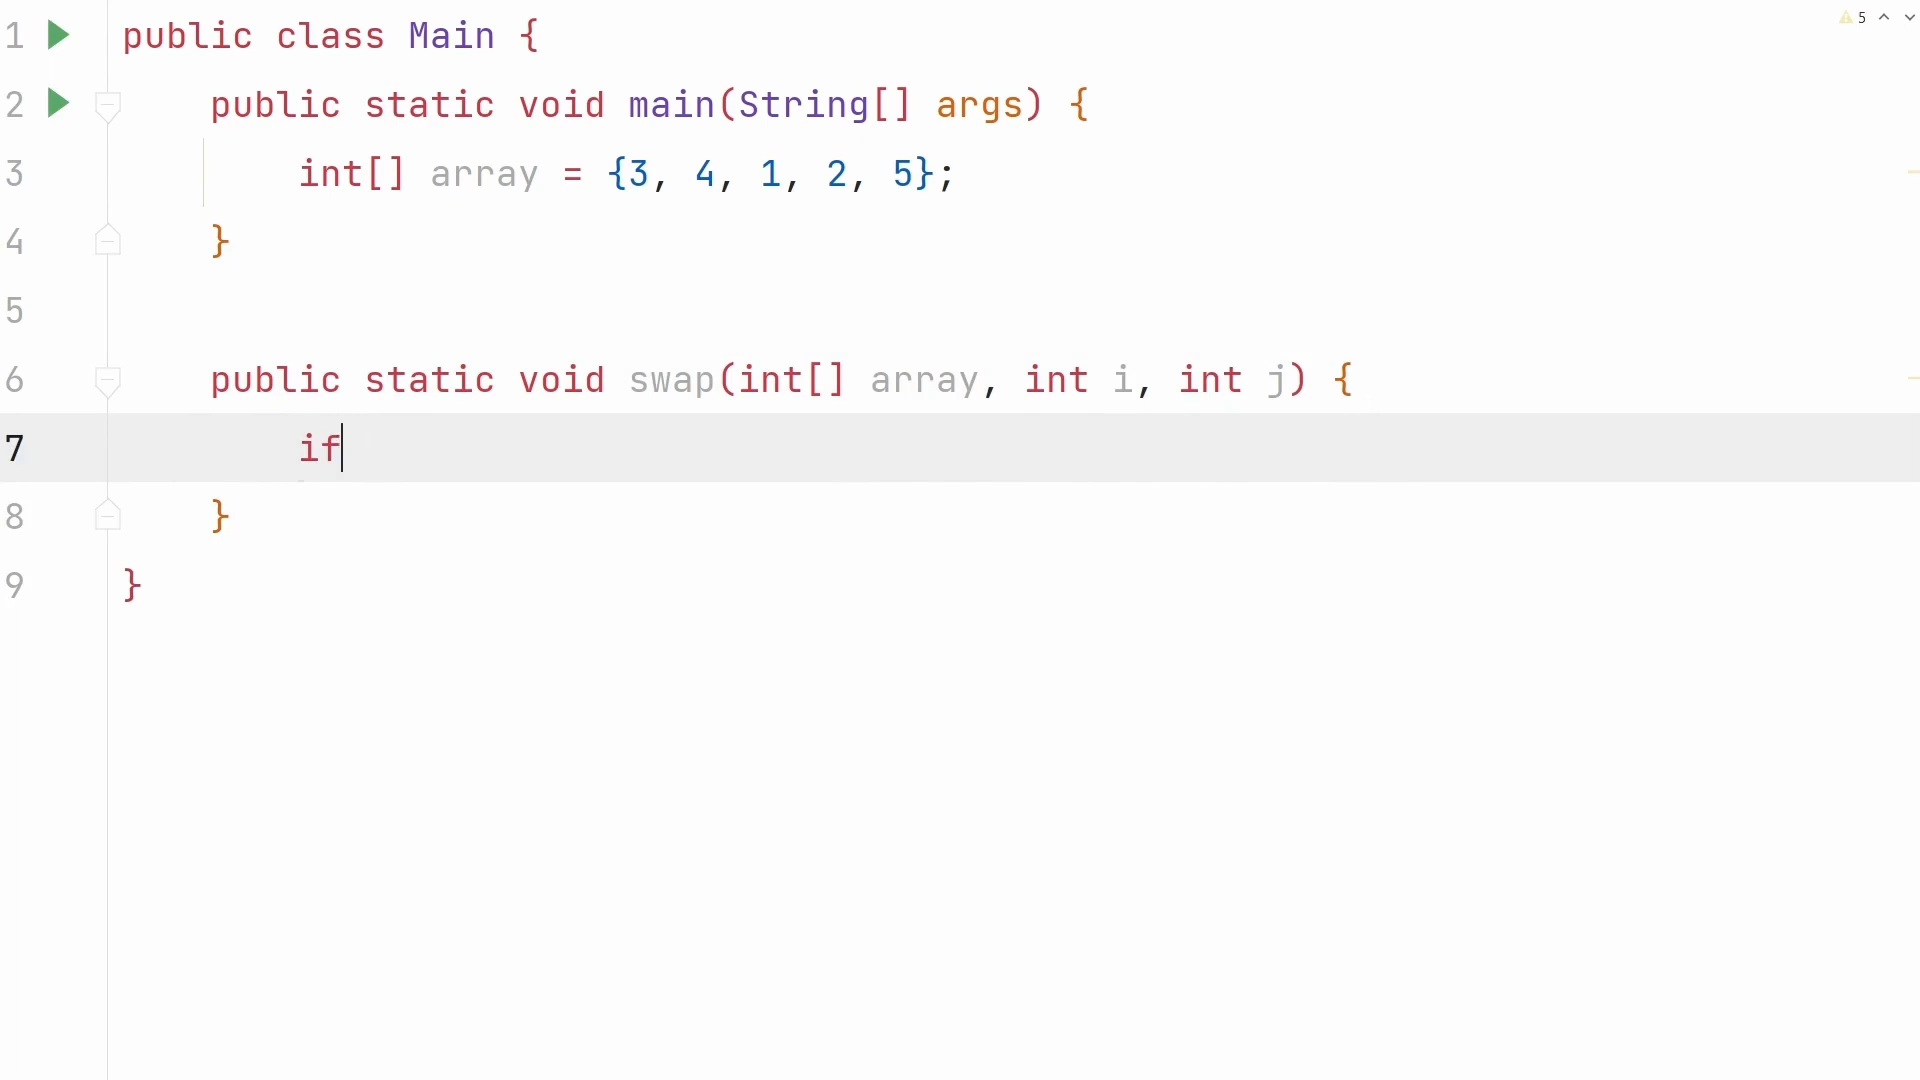 5
1 public class Main {
2 public static void main(String[] args) {
3 int[] array = {3, 4, 1, 2, 5};
4 }
5
6 public static void swap(int[] array, int i, int j) {
7 if
8 }
9 }